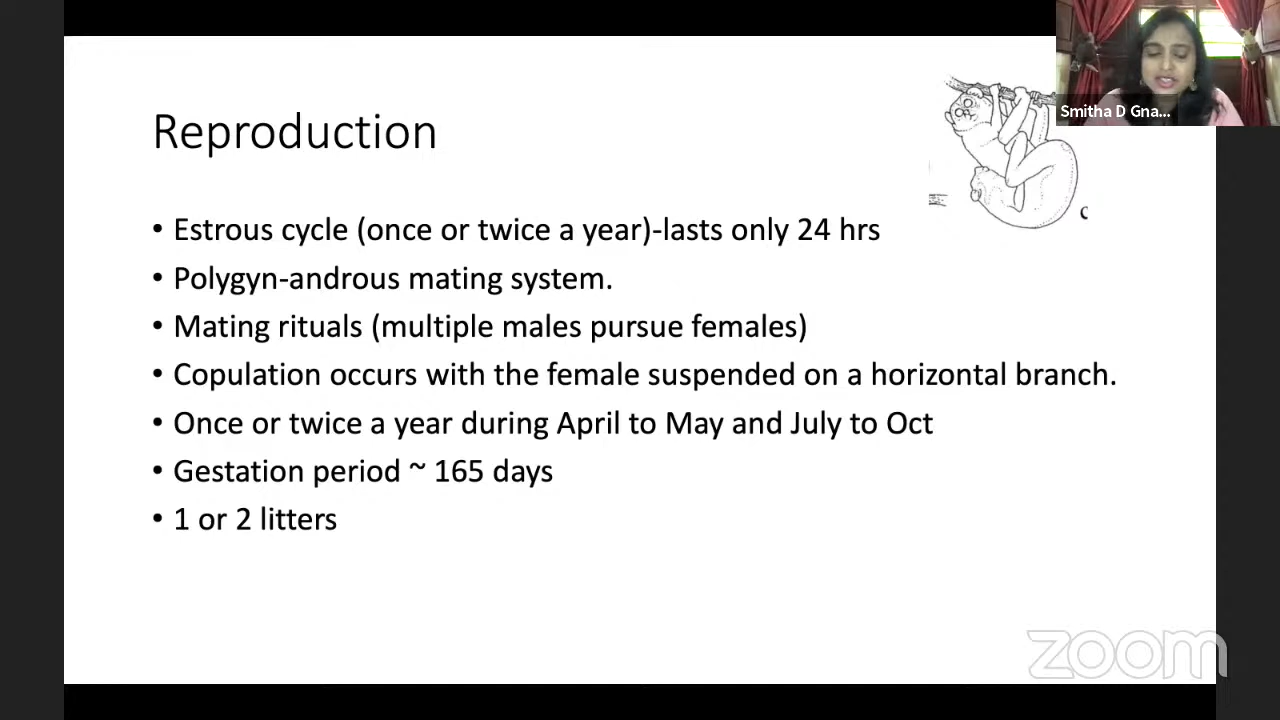 Smitha D Gna...
Reproduction
c
• Estrous cycle (once or twice a year)-lasts only 24 hrs
• Polygyn-androus mating system.
• Mating rituals (multiple males pursue females)
• Copulation occurs with the female suspended on a horizontal branch.
• Once or twice a year during April to May and July to Oct
• Gestation period ~ 165 days
• 1 or 2 litters
zoom